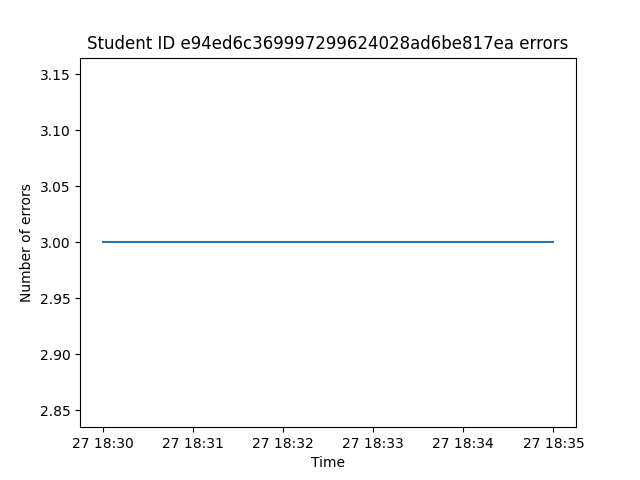 Student ID e94ed6c369997299624028ad6be817ea errors
3.15
3.10
3.05
3.00
2.95
2.90
2.85
Number of errors
27 18:30 27 18:31 27 18:32 27 18:33 27 18:34 27 18:35
Time